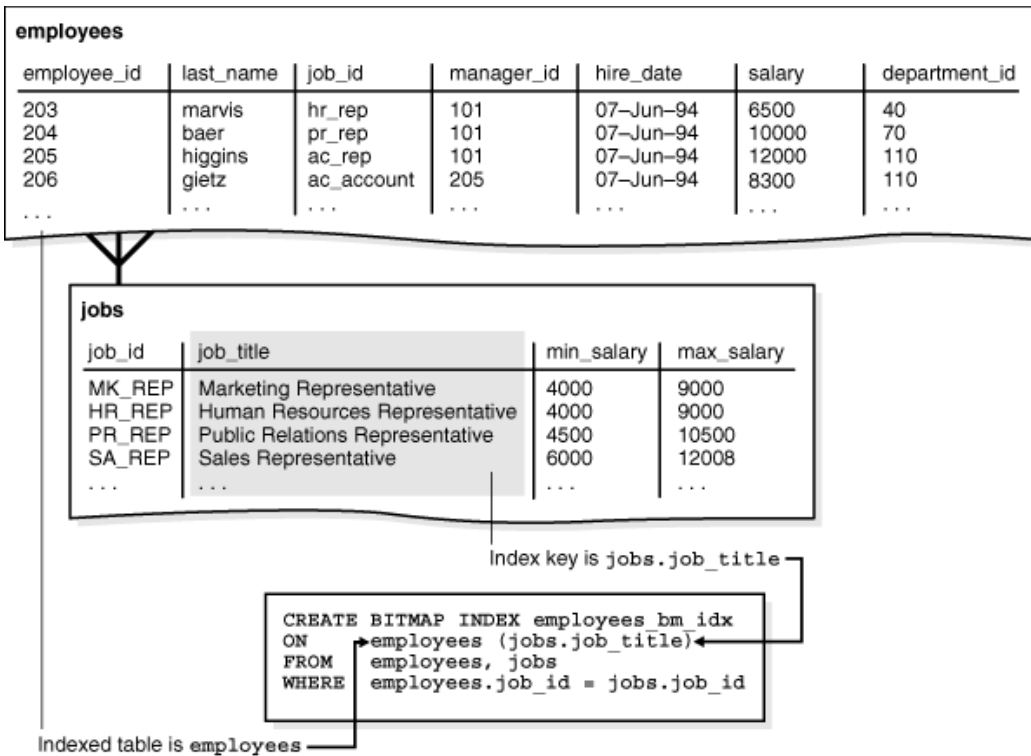 employees
employee_id last_name job_id manager_id hire_date salary department_id
203 marvis hr_rep 101 07–Jun–94 6500 40
204 baer pr_rep 101 07–Jun–94 10000 70
205 higgins ac_rep 101 07–Jun–94 12000 110
206 gietz ac_account 205 07–Jun–94 8300 110
. . . . . . . . . . . . . . . . . . . . .
jobs
job_id job_title min_salary max_salary
MK_REP Marketing Representative 4000 9000
HR_REP Human Resources Representative 4000 9000
PR_REP Public Relations Representative 4500 10500
SA_REP Sales Representative 6000 12008
. . . . . . . . . . . .
Index key is jobs.job_title
CREATE BITMAP INDEX employees_bm_idx
ON employees (jobs.job_title)
FROM employees, jobs
WHERE employees.job_id = jobs.job_id
Indexed table is employees